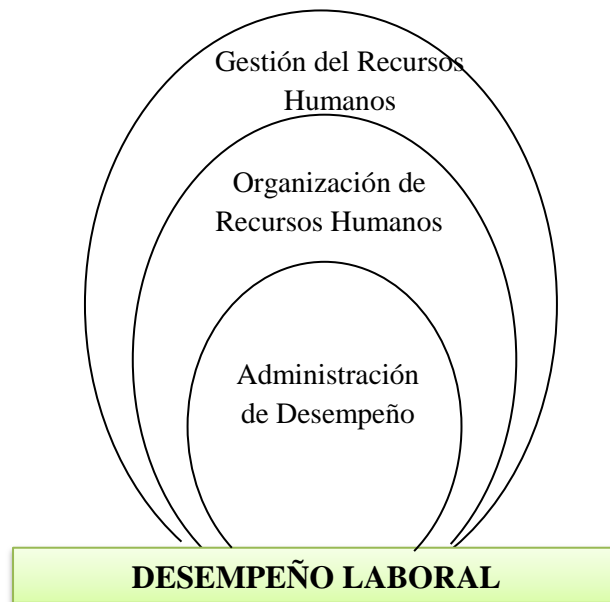 Gestión del Recursos
Humanos
Organización de
Recursos Humanos
Administración
de Desempeño
DESEMPEÑO LABORAL